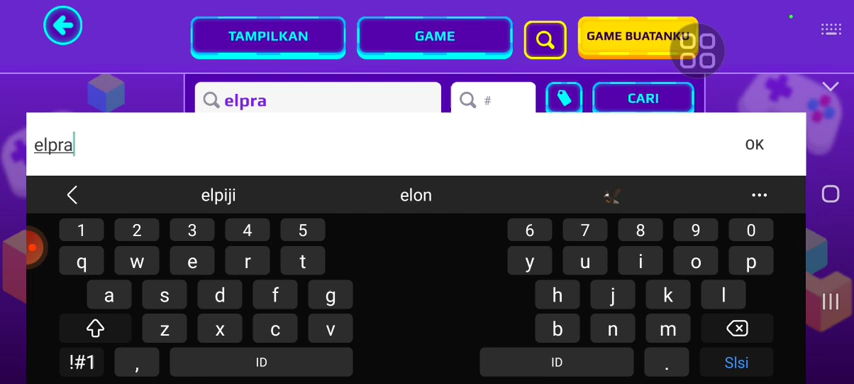 TAMPILKAN GAME GAME BUATANKU
elpra # CARI
elpra OK
elpiji elon ...
1 2 3 4 5 6 7 8 9 0
q w e r t y u i o p
a s d f g h j k l
z x c v b n m
!#1 , ID ID . Slsi